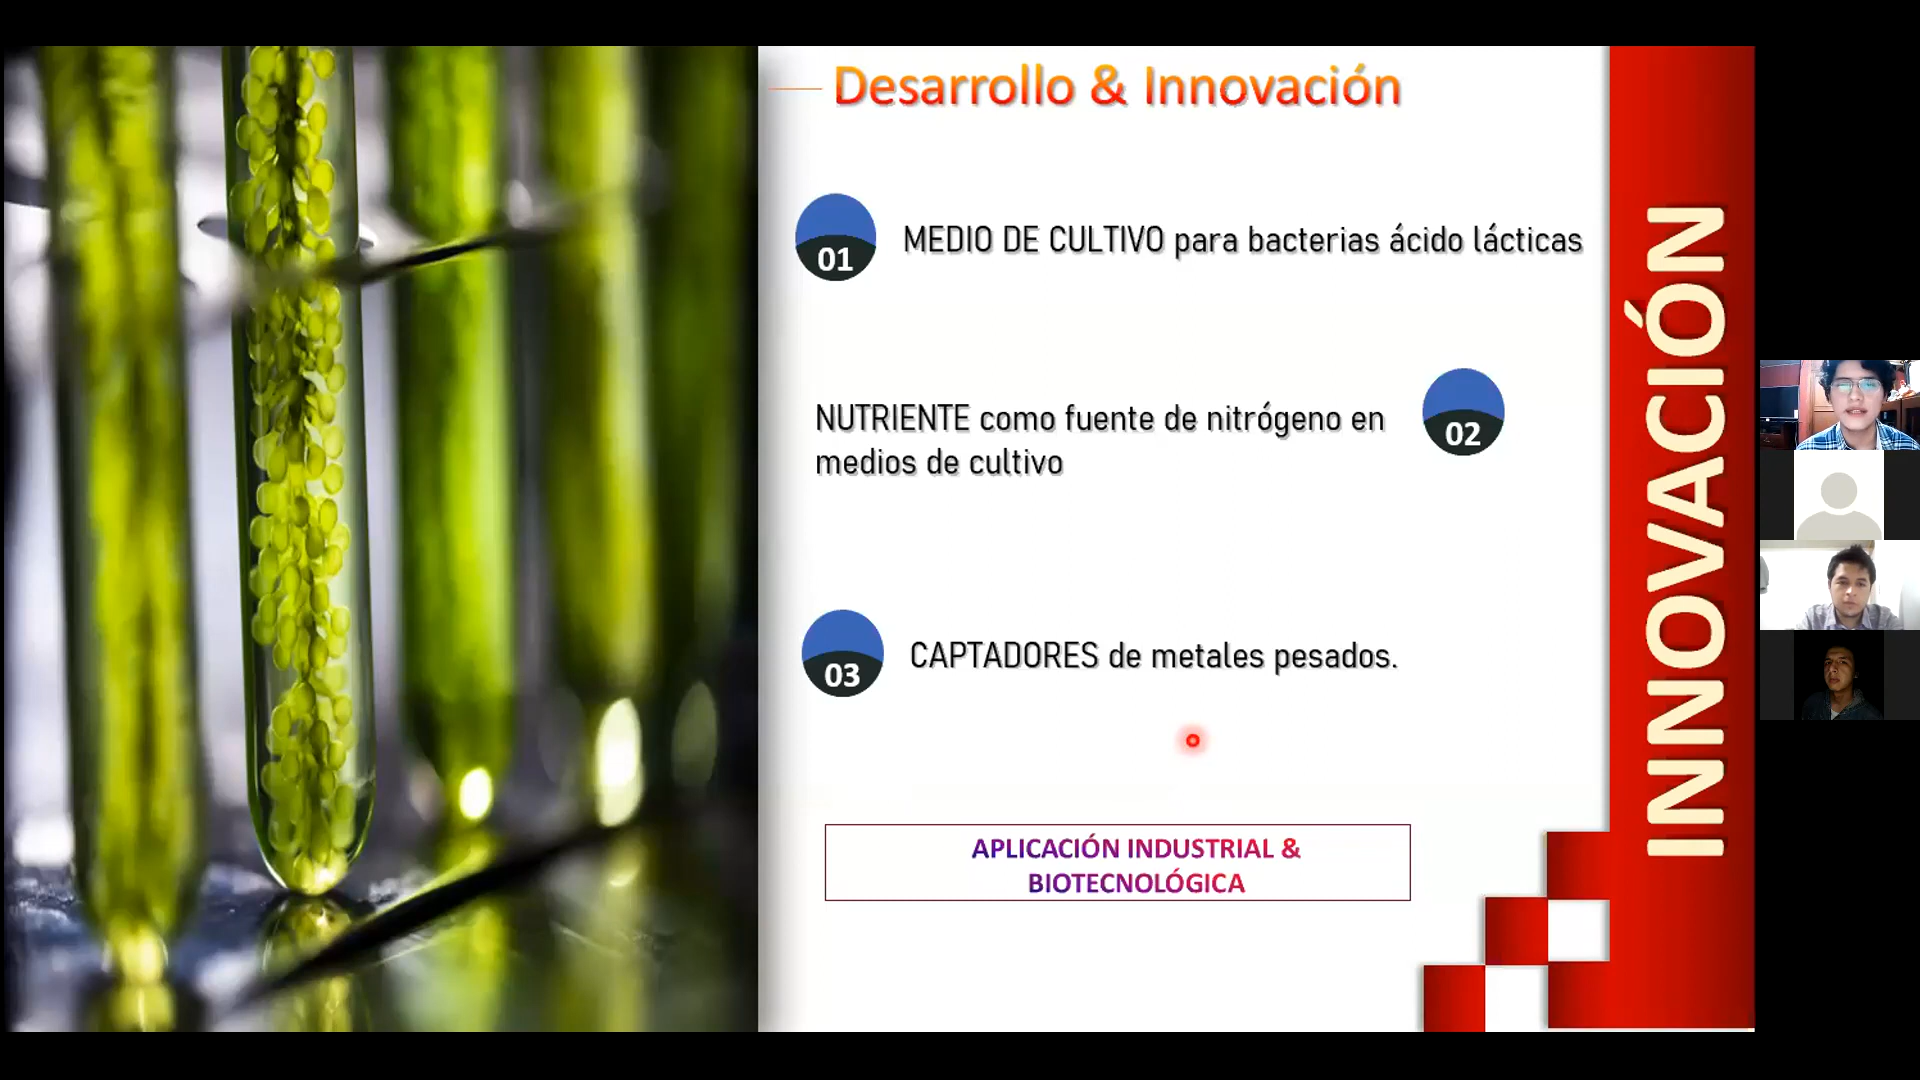 Desarrollo & Innovación
01
MEDIO DE CULTIVO para bacterias ácido lácticas
NUTRIENTE como fuente de nitrógeno en
medios de cultivo
02
03
CAPTADORES de metales pesados.
APLICACIÓN INDUSTRIAL &
BIOTECNOLÓGICA
INNOVACIÓN